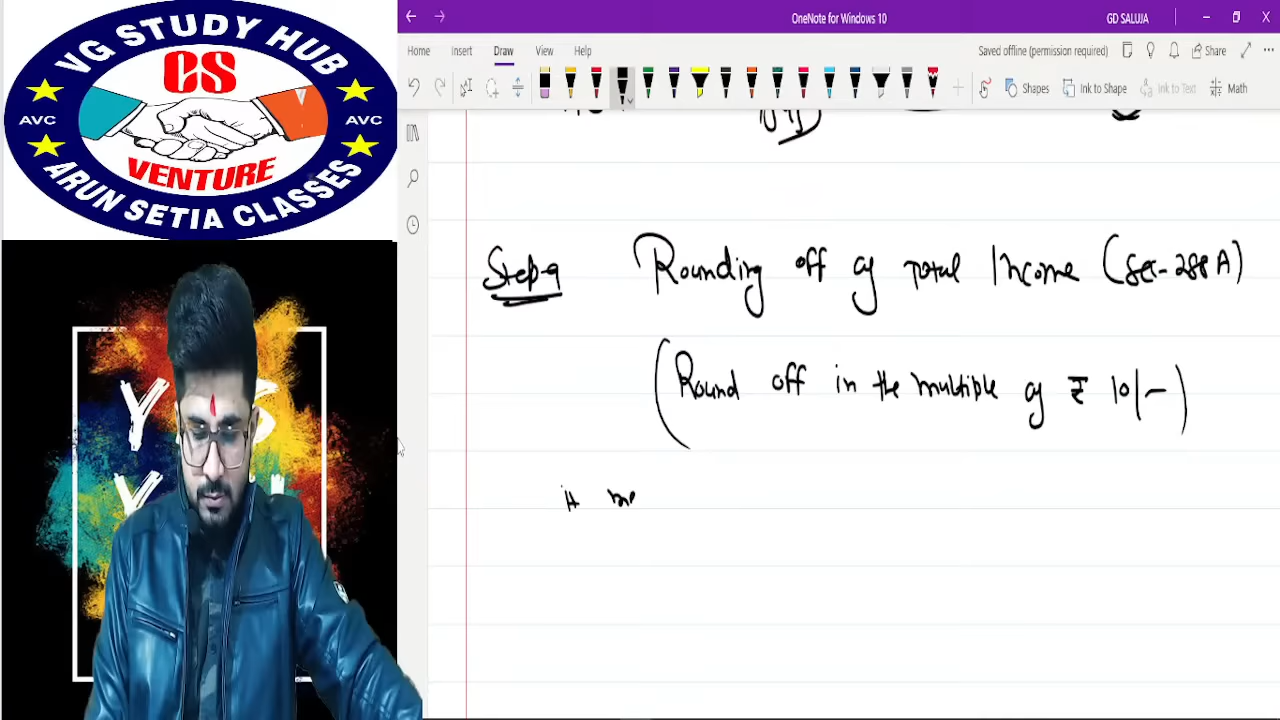 VG STUDY HUB
CS
AVC
AVC
VENTURE
ARUN SETIA CLASSES
OneNote for Windows 10
GD SALUJA
Home Insert Draw View Help
Saved offline (permission required)
Share
Shapes
Ink to Shape
Ink to Text
Math
Step-9 Rounding off of total Income (Sec-288A)
(Round off in the multiple of ₹ 10/-)
it me